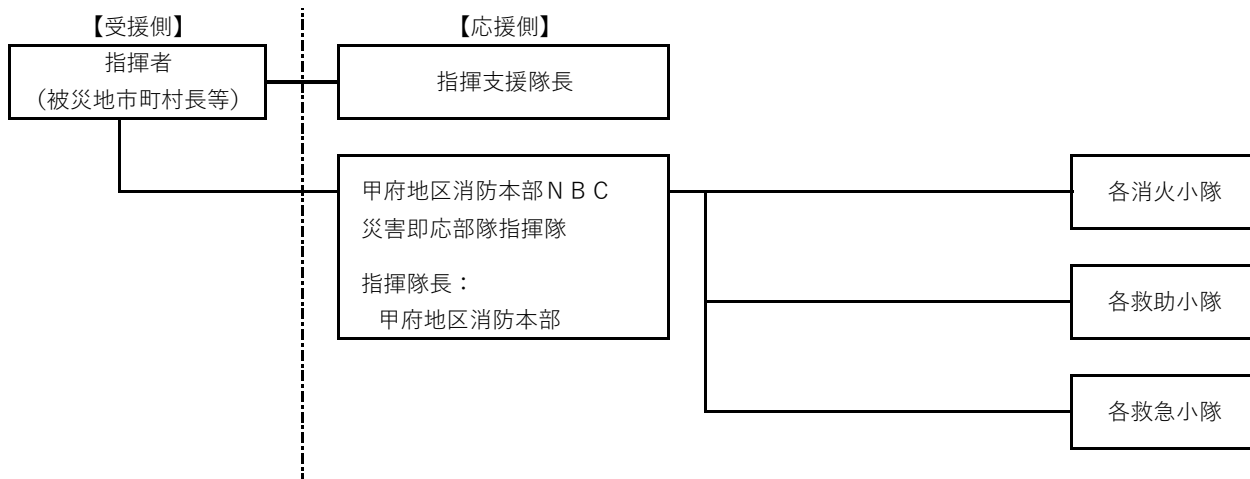 【受援側】
【応援側】
指揮者
（被災地市町村長等）
指揮支援隊長
甲府地区消防本部ＮＢＣ
災害即応部隊指揮隊
指揮隊長：
甲府地区消防本部
各消火小隊
各救助小隊
各救急小隊